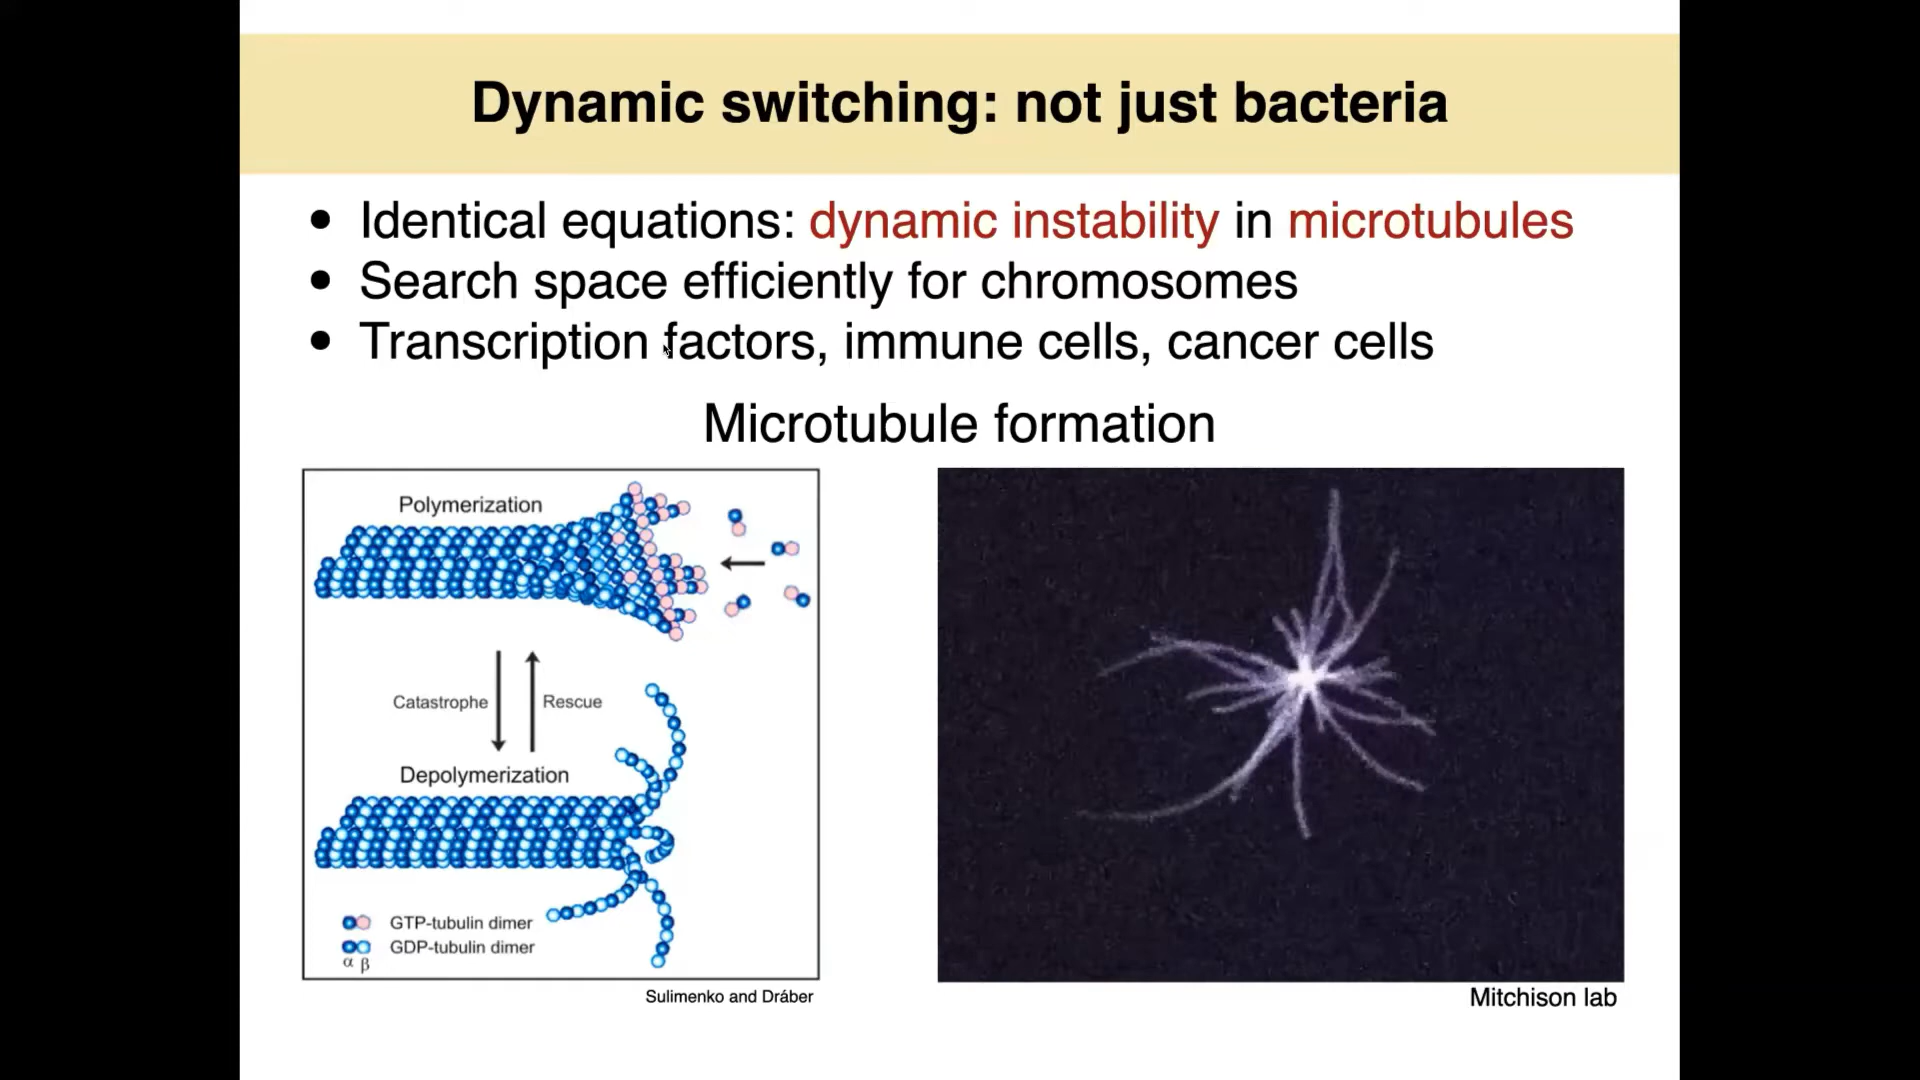 Dynamic switching: not just bacteria
• Identical equations: dynamic instability in microtubules
• Search space efficiently for chromosomes
• Transcription factors, immune cells, cancer cells
Microtubule formation
Polymerization
Catastrophe
Rescue
Depolymerization
GTP-tubulin dimer
GDP-tubulin dimer
α β
Sulimenko and Dráber
Mitchison lab